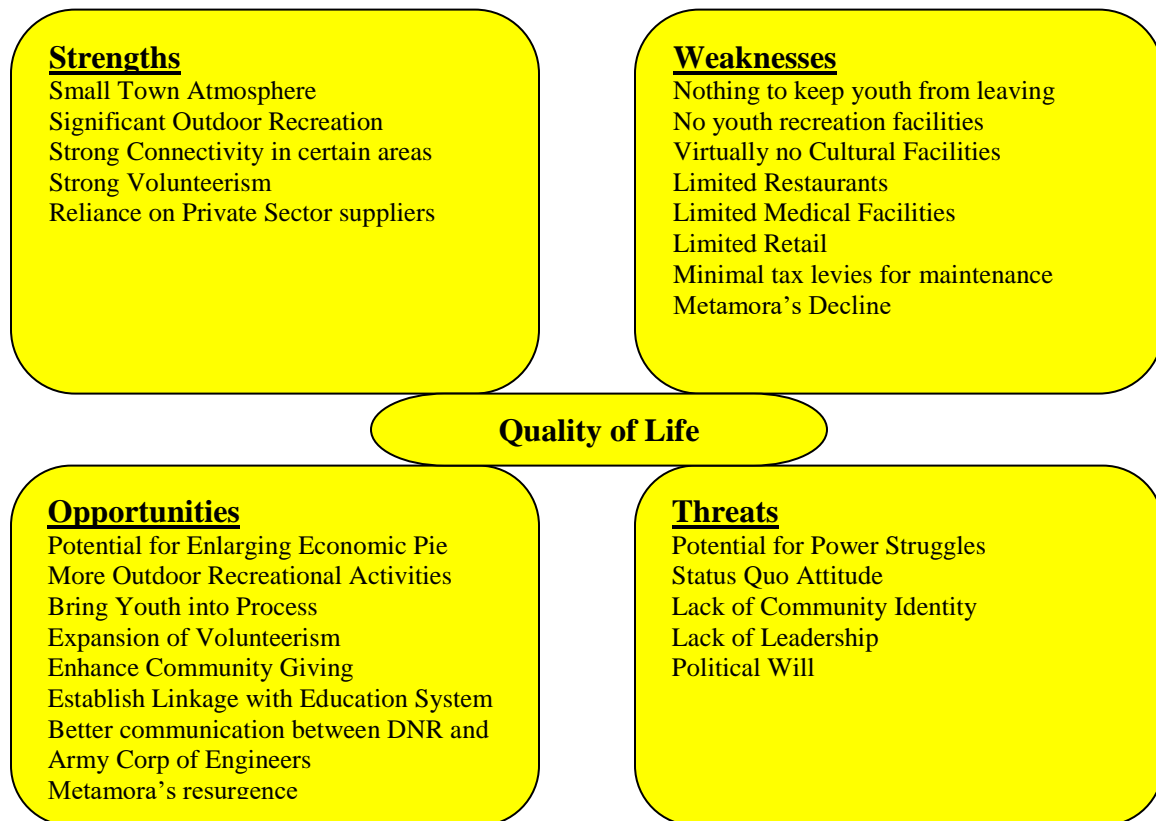 Strengths
Small Town Atmosphere
Significant Outdoor Recreation
Strong Connectivity in certain areas
Strong Volunteerism
Reliance on Private Sector suppliers
Weaknesses
Nothing to keep youth from leaving
No youth recreation facilities
Virtually no Cultural Facilities
Limited Restaurants
Limited Medical Facilities
Limited Retail
Minimal tax levies for maintenance
Metamora’s Decline
Quality of Life
Opportunities
Potential for Enlarging Economic Pie
More Outdoor Recreational Activities
Bring Youth into Process
Expansion of Volunteerism
Enhance Community Giving
Establish Linkage with Education System
Better communication between DNR and
Army Corp of Engineers
Metamora’s resurgence
Threats
Potential for Power Struggles
Status Quo Attitude
Lack of Community Identity
Lack of Leadership
Political Will